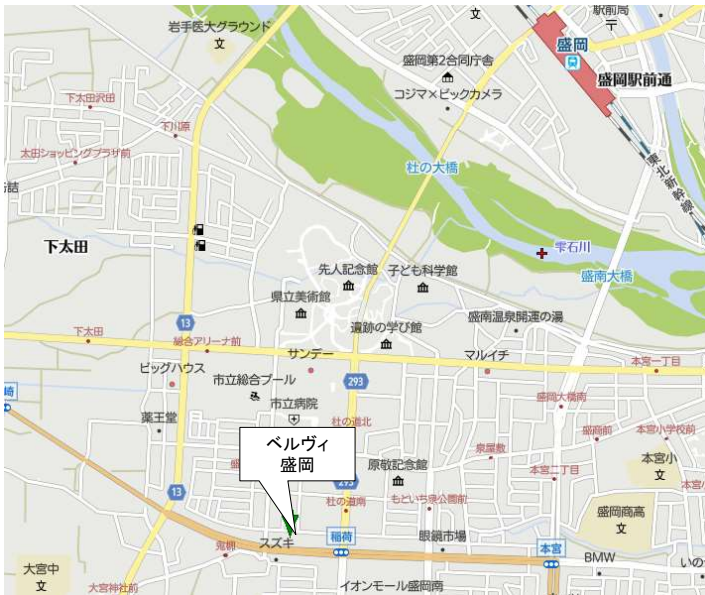 岩手医大グラウンド
文
文
駅前局
盛岡
盛岡第2合同庁舎
盛岡駅前通
コジマ×ビックカメラ
下太田沢田
下川原
太田ショッピングプラザ前
杜の大橋
東北新幹線
下太田
雫石川
先人記念館
子ども科学館
盛南大橋
県立美術館
盛南温泉開運の湯
13
遺跡の学び館
下太田
総合アリーナ前
サンデー
マルイチ
本宮一丁目
ビッグハウス
293
市立総合プール
盛岡大橋南
市立病院
薬王堂
杜の道北
盛商前
本宮小学校前
ベルヴィ
盛岡
泉屋敷
原敬記念館
本宮二丁目
本宮小
文
13
293
杜の道南
もといち泉公園前
盛岡商高
文
稲荷
眼鏡市場
鬼柳
スズキ
本宮
BMW
大宮中
文
大宮神社前
イオンモール盛岡南